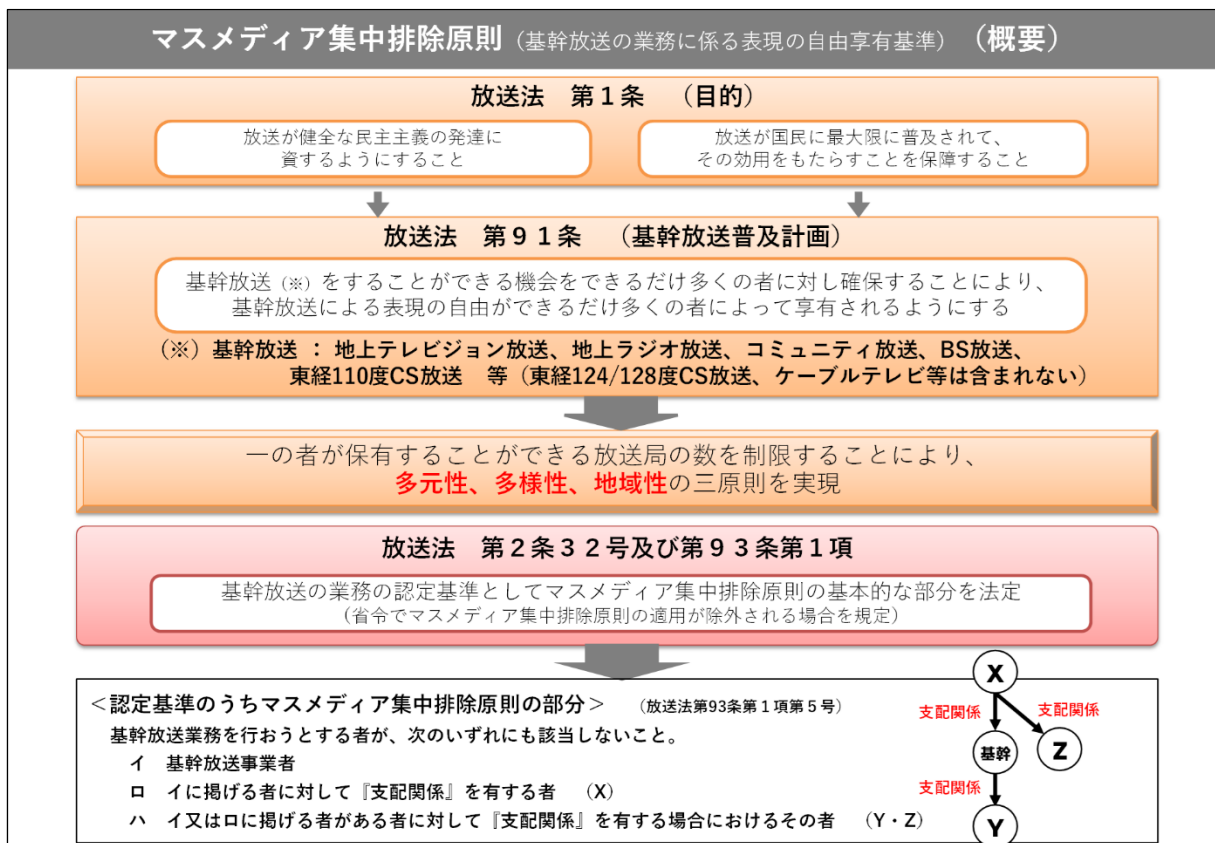 マスメディア集中排除原則（基幹放送の業務に係る表現の自由享有基準）（概要）
放送法　第１条　（目的）
放送が健全な民主主義の発達に
資するようにすること
放送が国民に最大限に普及されて、
その効用をもたらすことを保障すること
放送法　第９１条　（基幹放送普及計画）
基幹放送（※）をすることができる機会をできるだけ多くの者に対し確保することにより、
基幹放送による表現の自由ができるだけ多くの者によって享有されるようにする
（※）基幹放送 ： 地上テレビジョン放送、地上ラジオ放送、コミュニティ放送、BS放送、
東経110度CS放送　等（東経124/128度CS放送、ケーブルテレビ等は含まれない）
一の者が保有することができる放送局の数を制限することにより、
多元性、多様性、地域性の三原則を実現
放送法　第２条３２号及び第９３条第１項
基幹放送の業務の認定基準としてマスメディア集中排除原則の基本的な部分を法定
（省令でマスメディア集中排除原則の適用が除外される場合を規定）
＜認定基準のうちマスメディア集中排除原則の部分＞　（放送法第93条第１項第５号）
基幹放送業務を行おうとする者が、次のいずれにも該当しないこと。
イ　基幹放送事業者
ロ　イに掲げる者に対して『支配関係』を有する者　（X）
ハ　イ又はロに掲げる者がある者に対して『支配関係』を有する場合におけるその者　（Y・Z）
X
支配関係
支配関係
基幹
Z
支配関係
Y